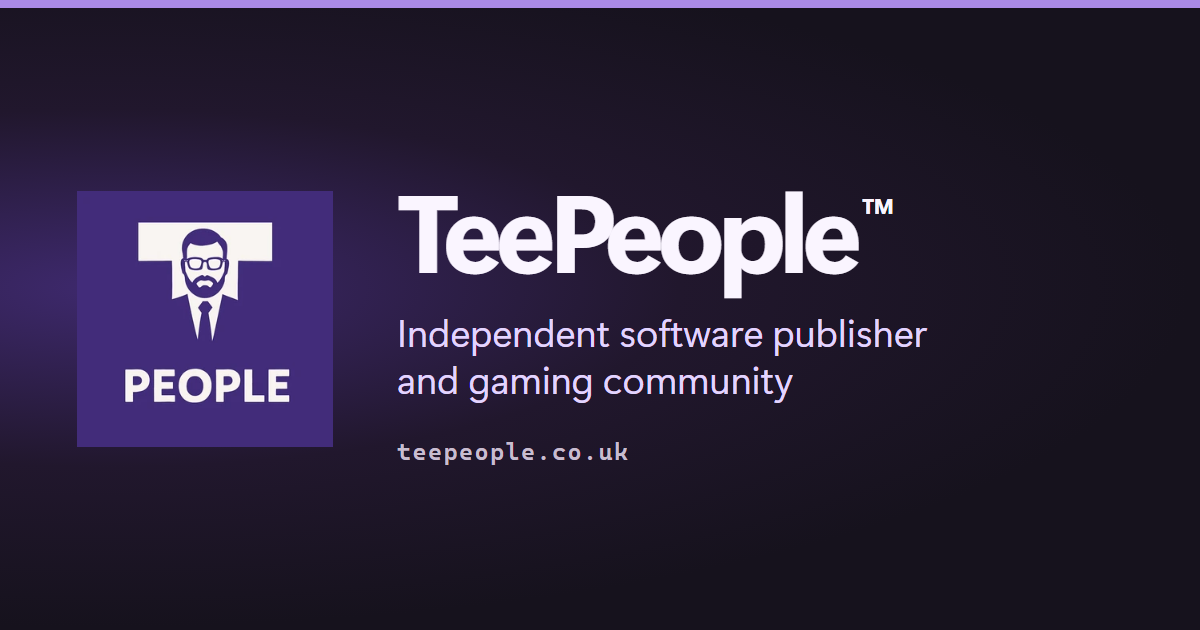 T
PEOPLE
TeePeople™
Independent software publisher
and gaming community
teepeople.co.uk